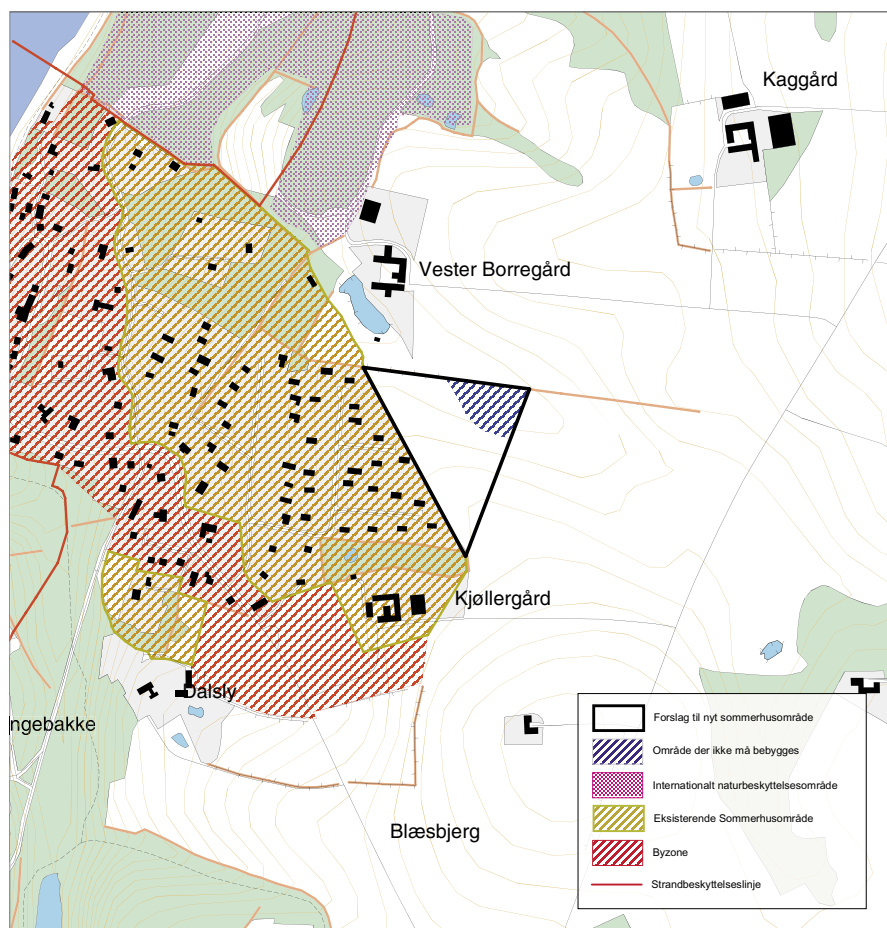 Kaggård
Vester Borregård
Kjøllergård
Dalsly
ngebakke
Blæsbjerg
Forslag til nyt sommerhusområde
Område der ikke må bebygges
Internationalt naturbeskyttelsesområde
Eksisterende Sommerhusområde
Byzone
Strandbeskyttelseslinje